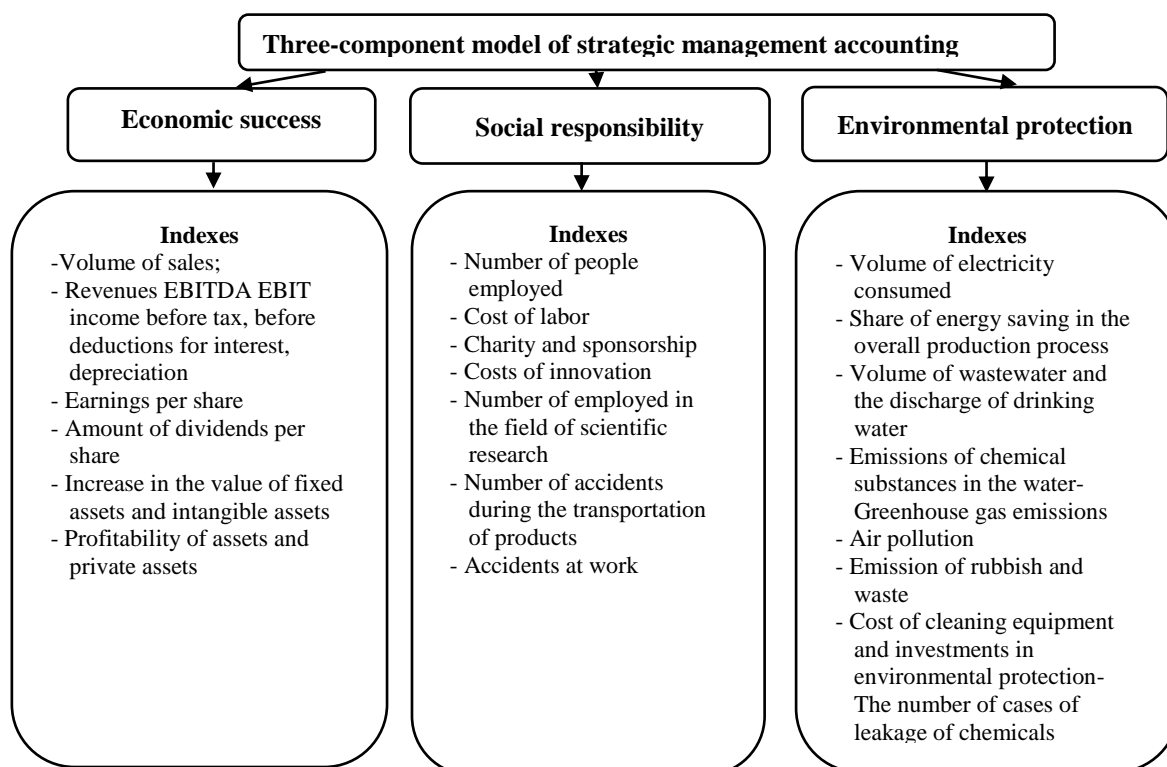 Three-component model of strategic management accounting
Economic success
Social responsibility
Environmental protection
Indexes
-Volume of sales;
- Revenues EBITDA EBIT
income before tax, before
deductions for interest,
depreciation
- Earnings per share
- Amount of dividends per
share
- Increase in the value of fixed
assets and intangible assets
- Profitability of assets and
private assets
Indexes
- Number of people
employed
- Cost of labor
- Charity and sponsorship
- Costs of innovation
- Number of employed in
the field of scientific
research
- Number of accidents
during the transportation
of products
- Accidents at work
Indexes
- Volume of electricity
consumed
- Share of energy saving in the
overall production process
- Volume of wastewater and
the discharge of drinking
water
- Emissions of chemical
substances in the water-
Greenhouse gas emissions
- Air pollution
- Emission of rubbish and
waste
- Cost of cleaning equipment
and investments in
environmental protection-
The number of cases of
leakage of chemicals